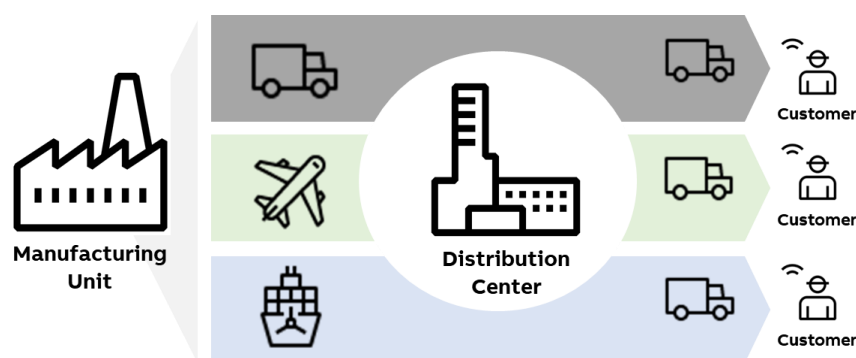 Manufacturing
Unit
Distribution
Center
Customer
Customer
Customer